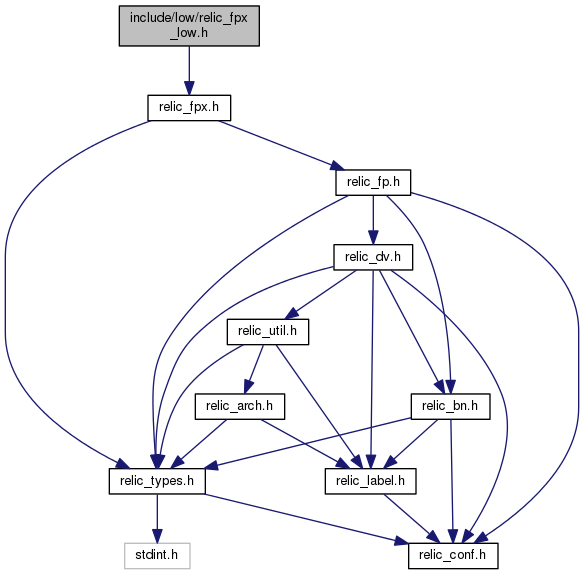 include/low/relic_fpx
_low.h
relic_fpx.h
relic_fp.h
relic_dv.h
relic_util.h
relic_arch.h
relic_bn.h
relic_types.h
relic_label.h
stdint.h
relic_conf.h